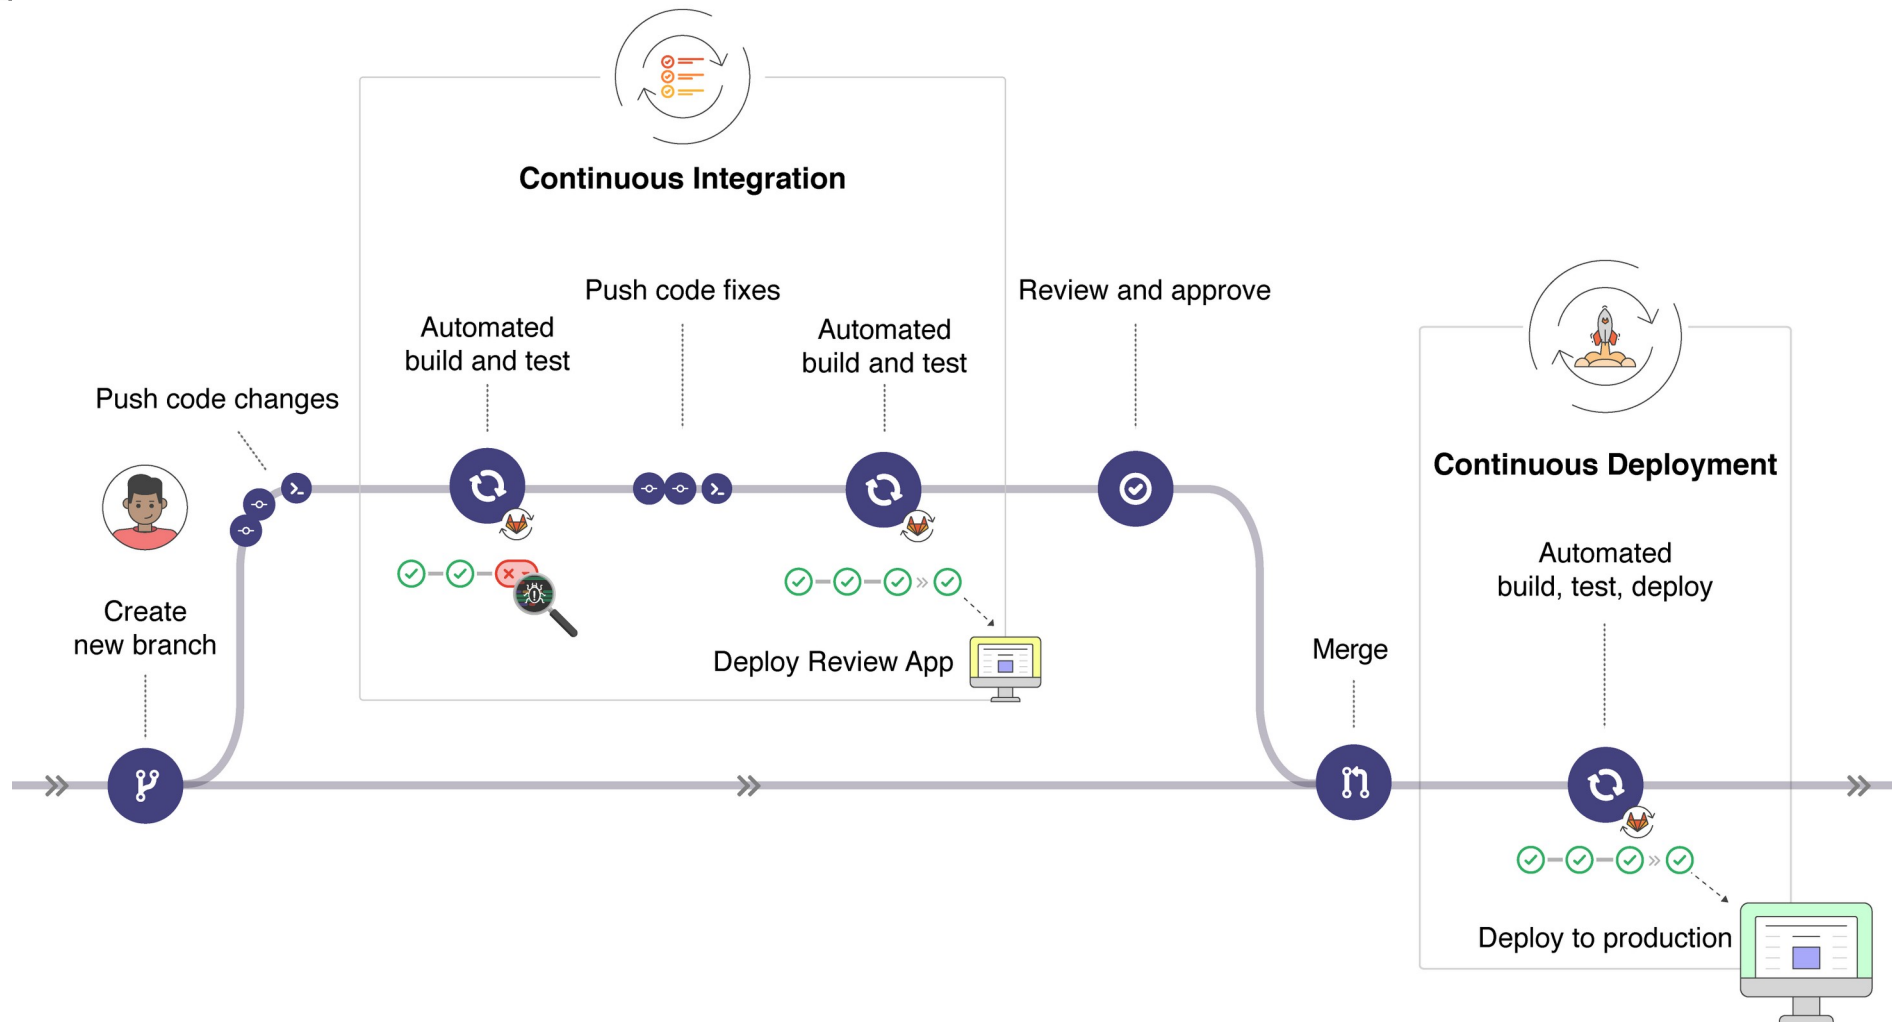 Continuous Integration
Push code fixes
Review and approve
Automated
build and test
Automated
build and test
Push code changes
Continuous Deployment
Automated
build, test, deploy
Create
new branch
Merge
Deploy Review App
Deploy to production